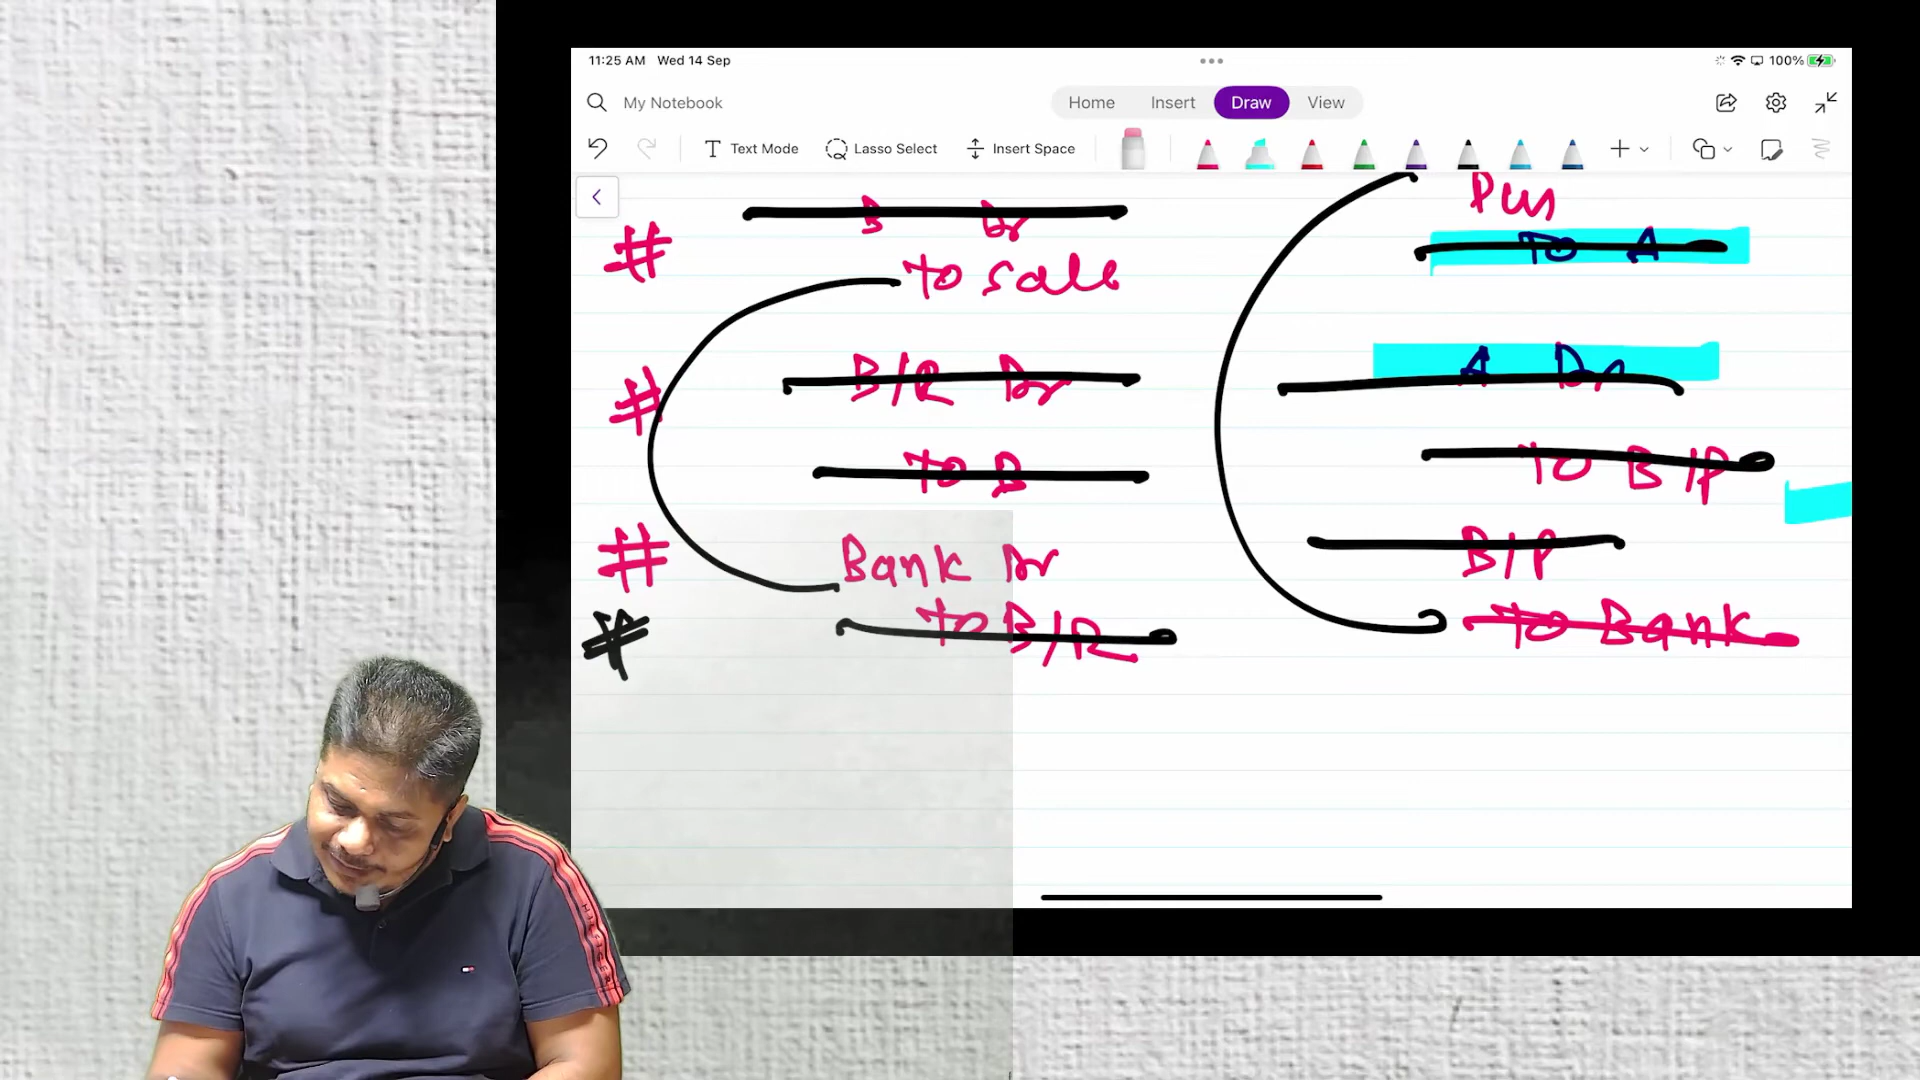 11:25 AM Wed 14 Sep
100%
My Notebook
Home Insert Draw View
Text Mode Lasso Select Insert Space
# B Dr
to sale
# B/R Dr
to B
# Bank Dr
# to B/R
Pur
To A
A Dr
To B/P
B/P
To Bank